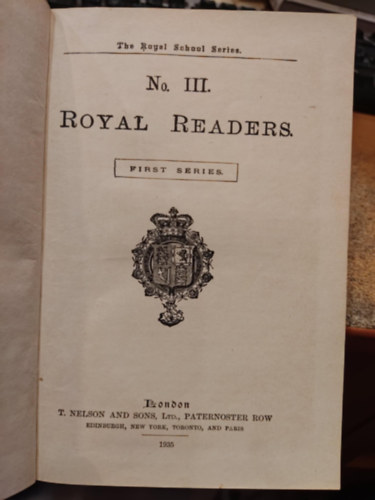 The Royal School Series.
No. III.
ROYAL READERS.
FIRST SERIES.
London
T. NELSON AND SONS, LTD., PATERNOSTER ROW
EDINBURGH, NEW YORK, TORONTO, AND PARIS
1935